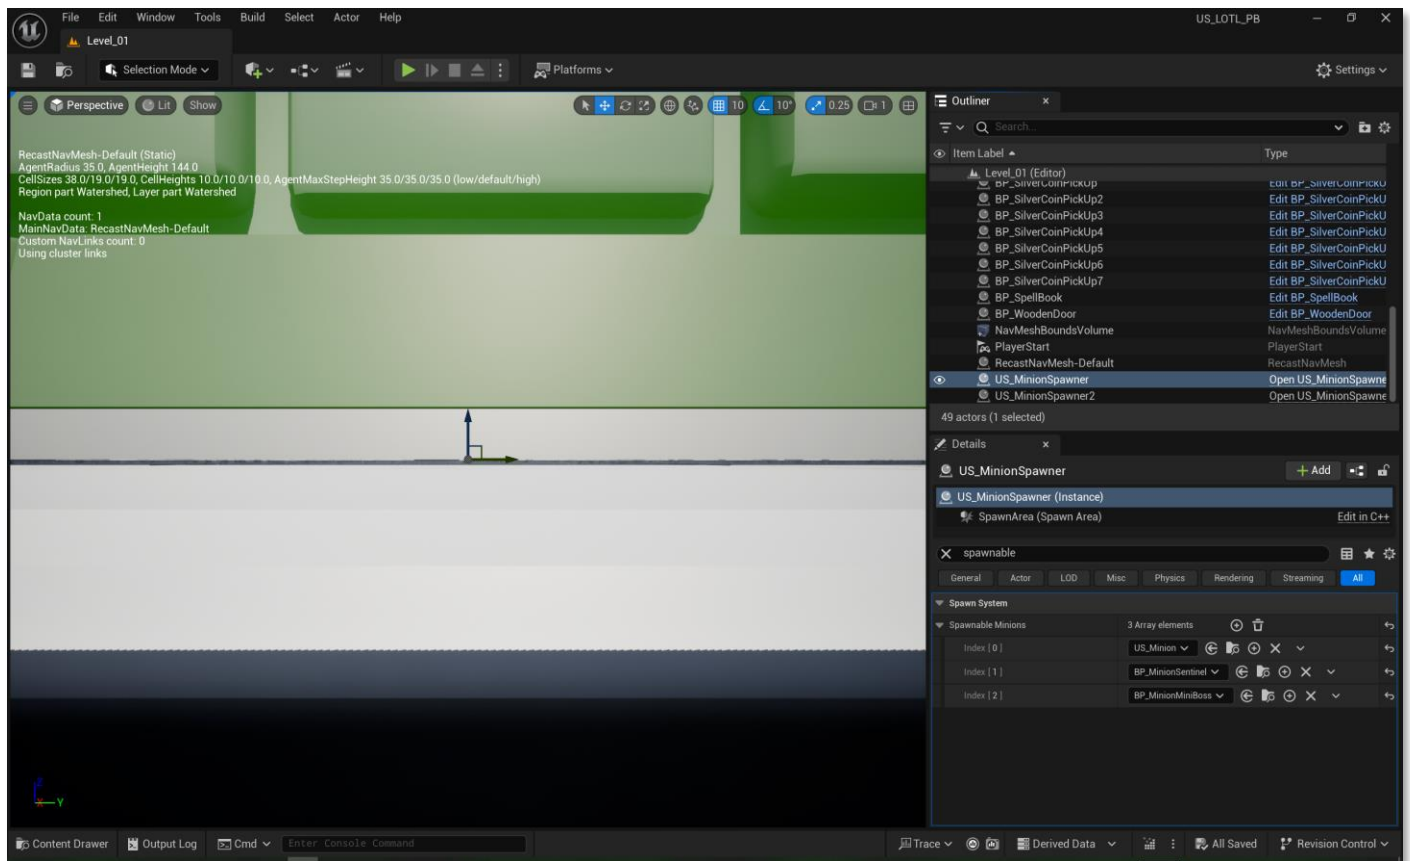 File Edit Window Tools Build Select Actor Help US_LOTL_PB
Level_01
Selection Mode Platforms Settings
Perspective Lit Show 10 10° 0.25 1
RecastNavMesh-Default (Static)
AgentRadius 35.0, AgentHeight 144.0
CellSizes 38.0/19.0/19.0, CellHeights 10.0/10.0/10.0, AgentMaxStepHeight 35.0/35.0/35.0 (low/default/high)
Region part Watershed, Layer part Watershed
NavData count: 1
MainNavData: RecastNavMesh-Default
Custom NavLinks count: 0
Using cluster links
Z
X Y
Outliner
Search...
Item Label Type
Level_01 (Editor)
BP_SilverCoinPickUp Edit BP_SilverCoinPickU
BP_SilverCoinPickUp2 Edit BP_SilverCoinPickU
BP_SilverCoinPickUp3 Edit BP_SilverCoinPickU
BP_SilverCoinPickUp4 Edit BP_SilverCoinPickU
BP_SilverCoinPickUp5 Edit BP_SilverCoinPickU
BP_SilverCoinPickUp6 Edit BP_SilverCoinPickU
BP_SilverCoinPickUp7 Edit BP_SilverCoinPickU
BP_SpellBook Edit BP_SpellBook
BP_WoodenDoor Edit BP_WoodenDoor
NavMeshBoundsVolume NavMeshBoundsVolume
PlayerStart PlayerStart
RecastNavMesh-Default RecastNavMesh
US_MinionSpawner Open US_MinionSpawne
US_MinionSpawner2 Open US_MinionSpawne
49 actors (1 selected)
Details
US_MinionSpawner Add
US_MinionSpawner (Instance)
SpawnArea (Spawn Area) Edit in C++
spawnable
General Actor LOD Misc Physics Rendering Streaming All
Spawn System
Spawnable Minions 3 Array elements
Index [ 0 ] US_Minion
Index [ 1 ] BP_MinionSentinel
Index [ 2 ] BP_MinionMiniBoss
Content Drawer Output Log Cmd Enter Console Command Trace Derived Data All Saved Revision Control